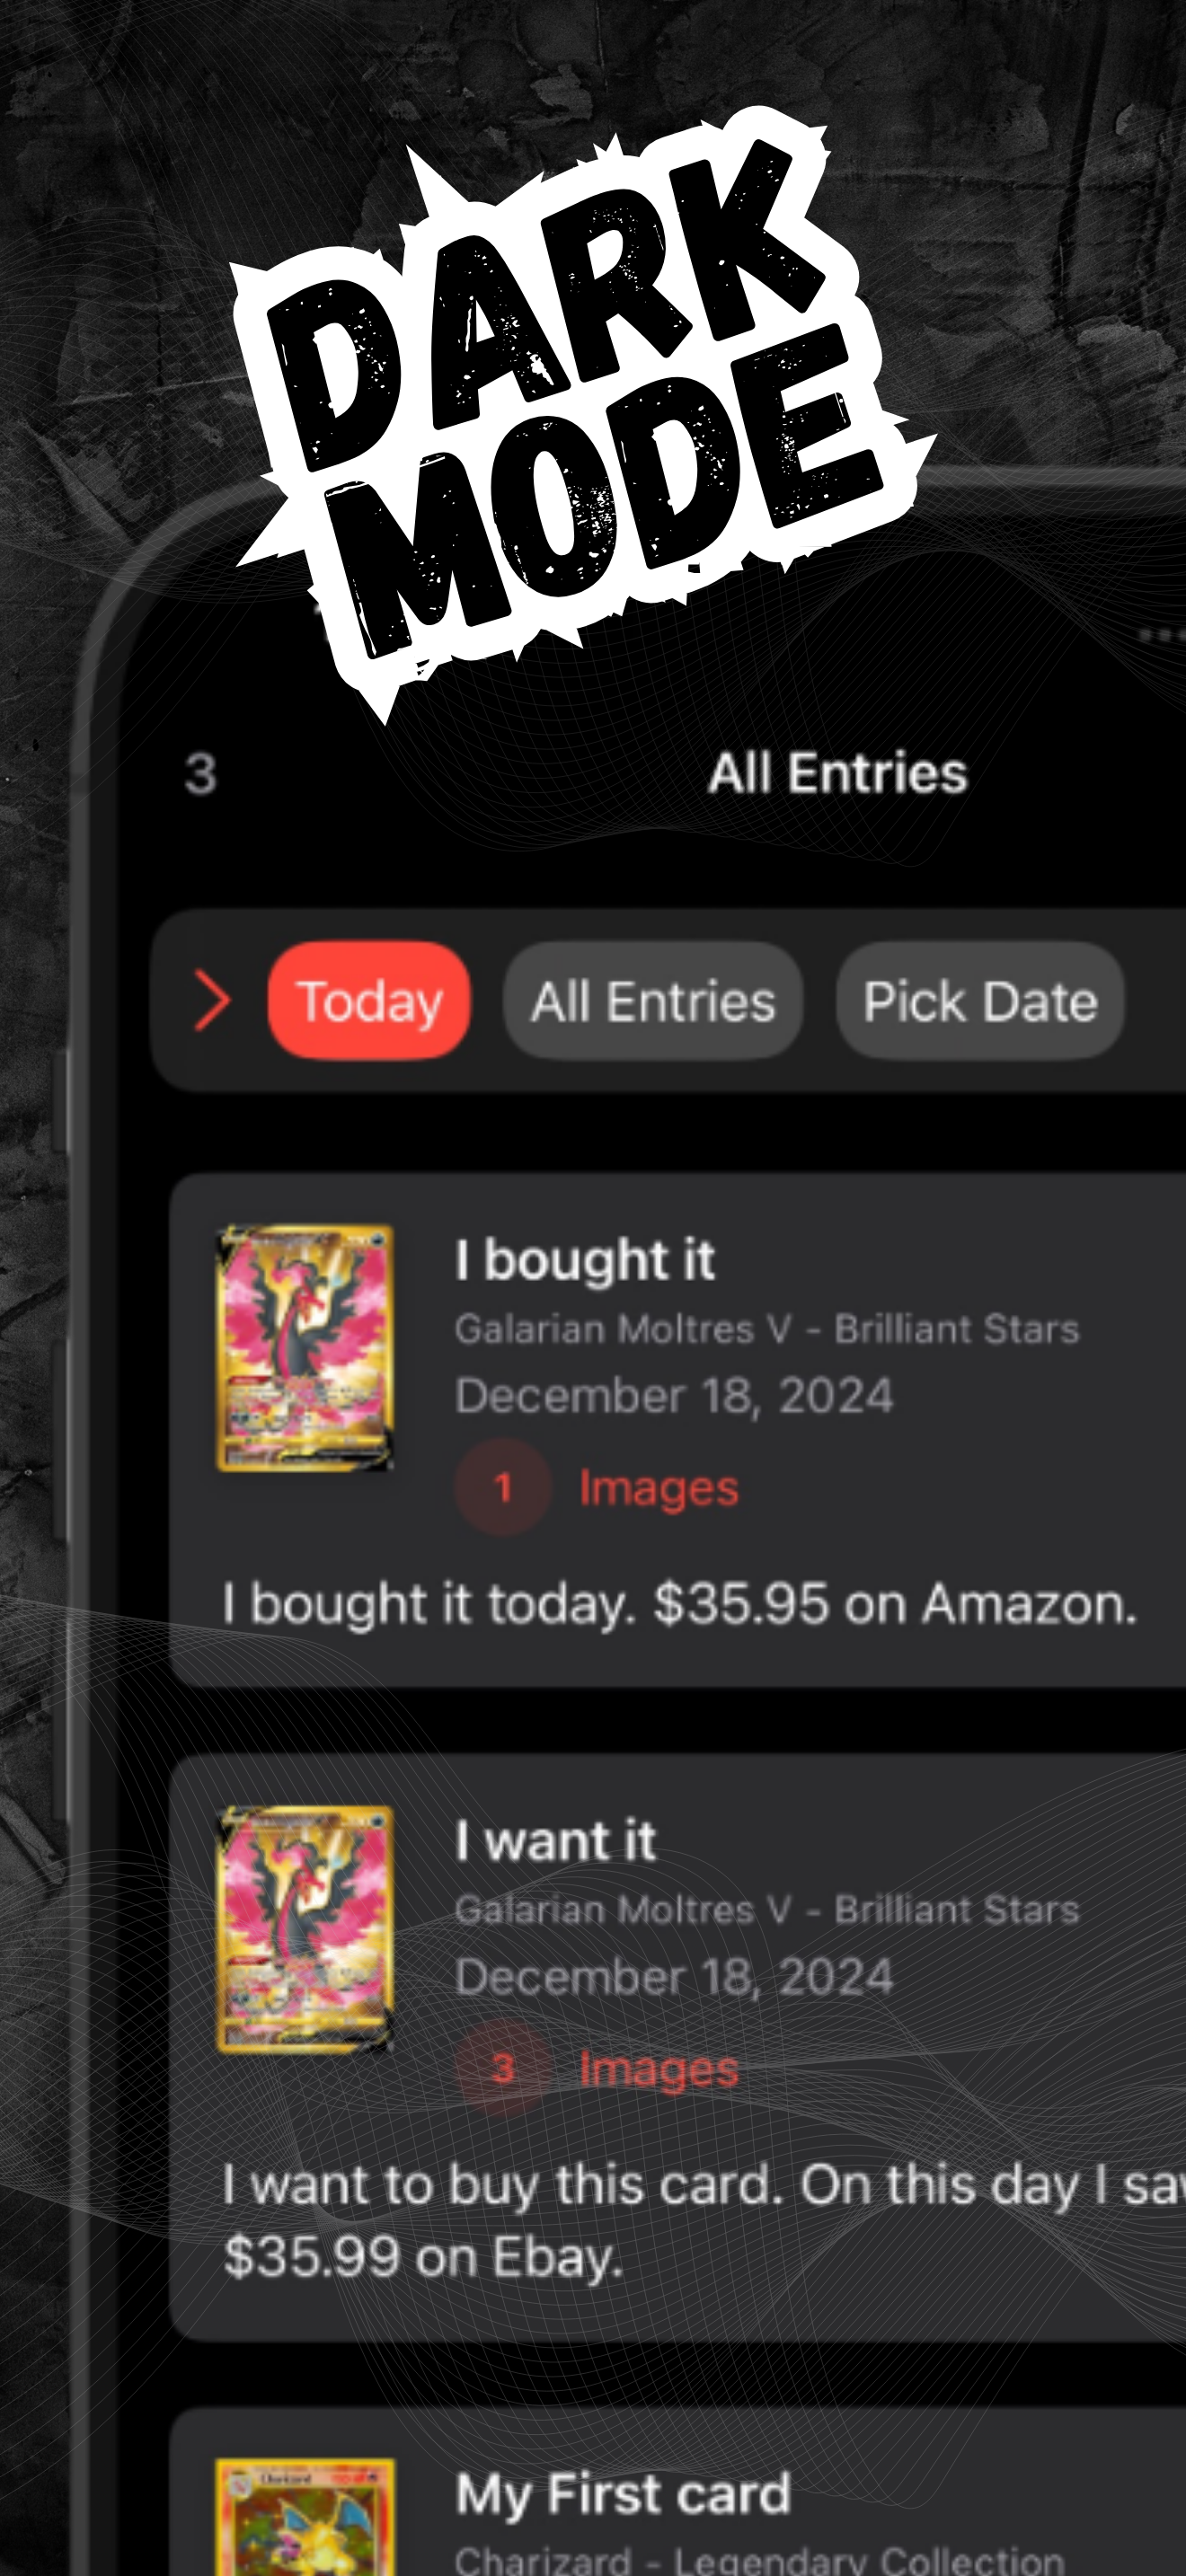 DARK
MODE
3
All Entries
Today
All Entries
Pick Date
I bought it
Galarian Moltres V - Brilliant Stars
December 18, 2024
1 Images
I bought it today. $35.95 on Amazon.
I want it
Galarian Moltres V - Brilliant Stars
December 18, 2024
3 Images
I want to buy this card. On this day I
$35.99 on Ebay.
My First card
Charizard - Legendary Collection